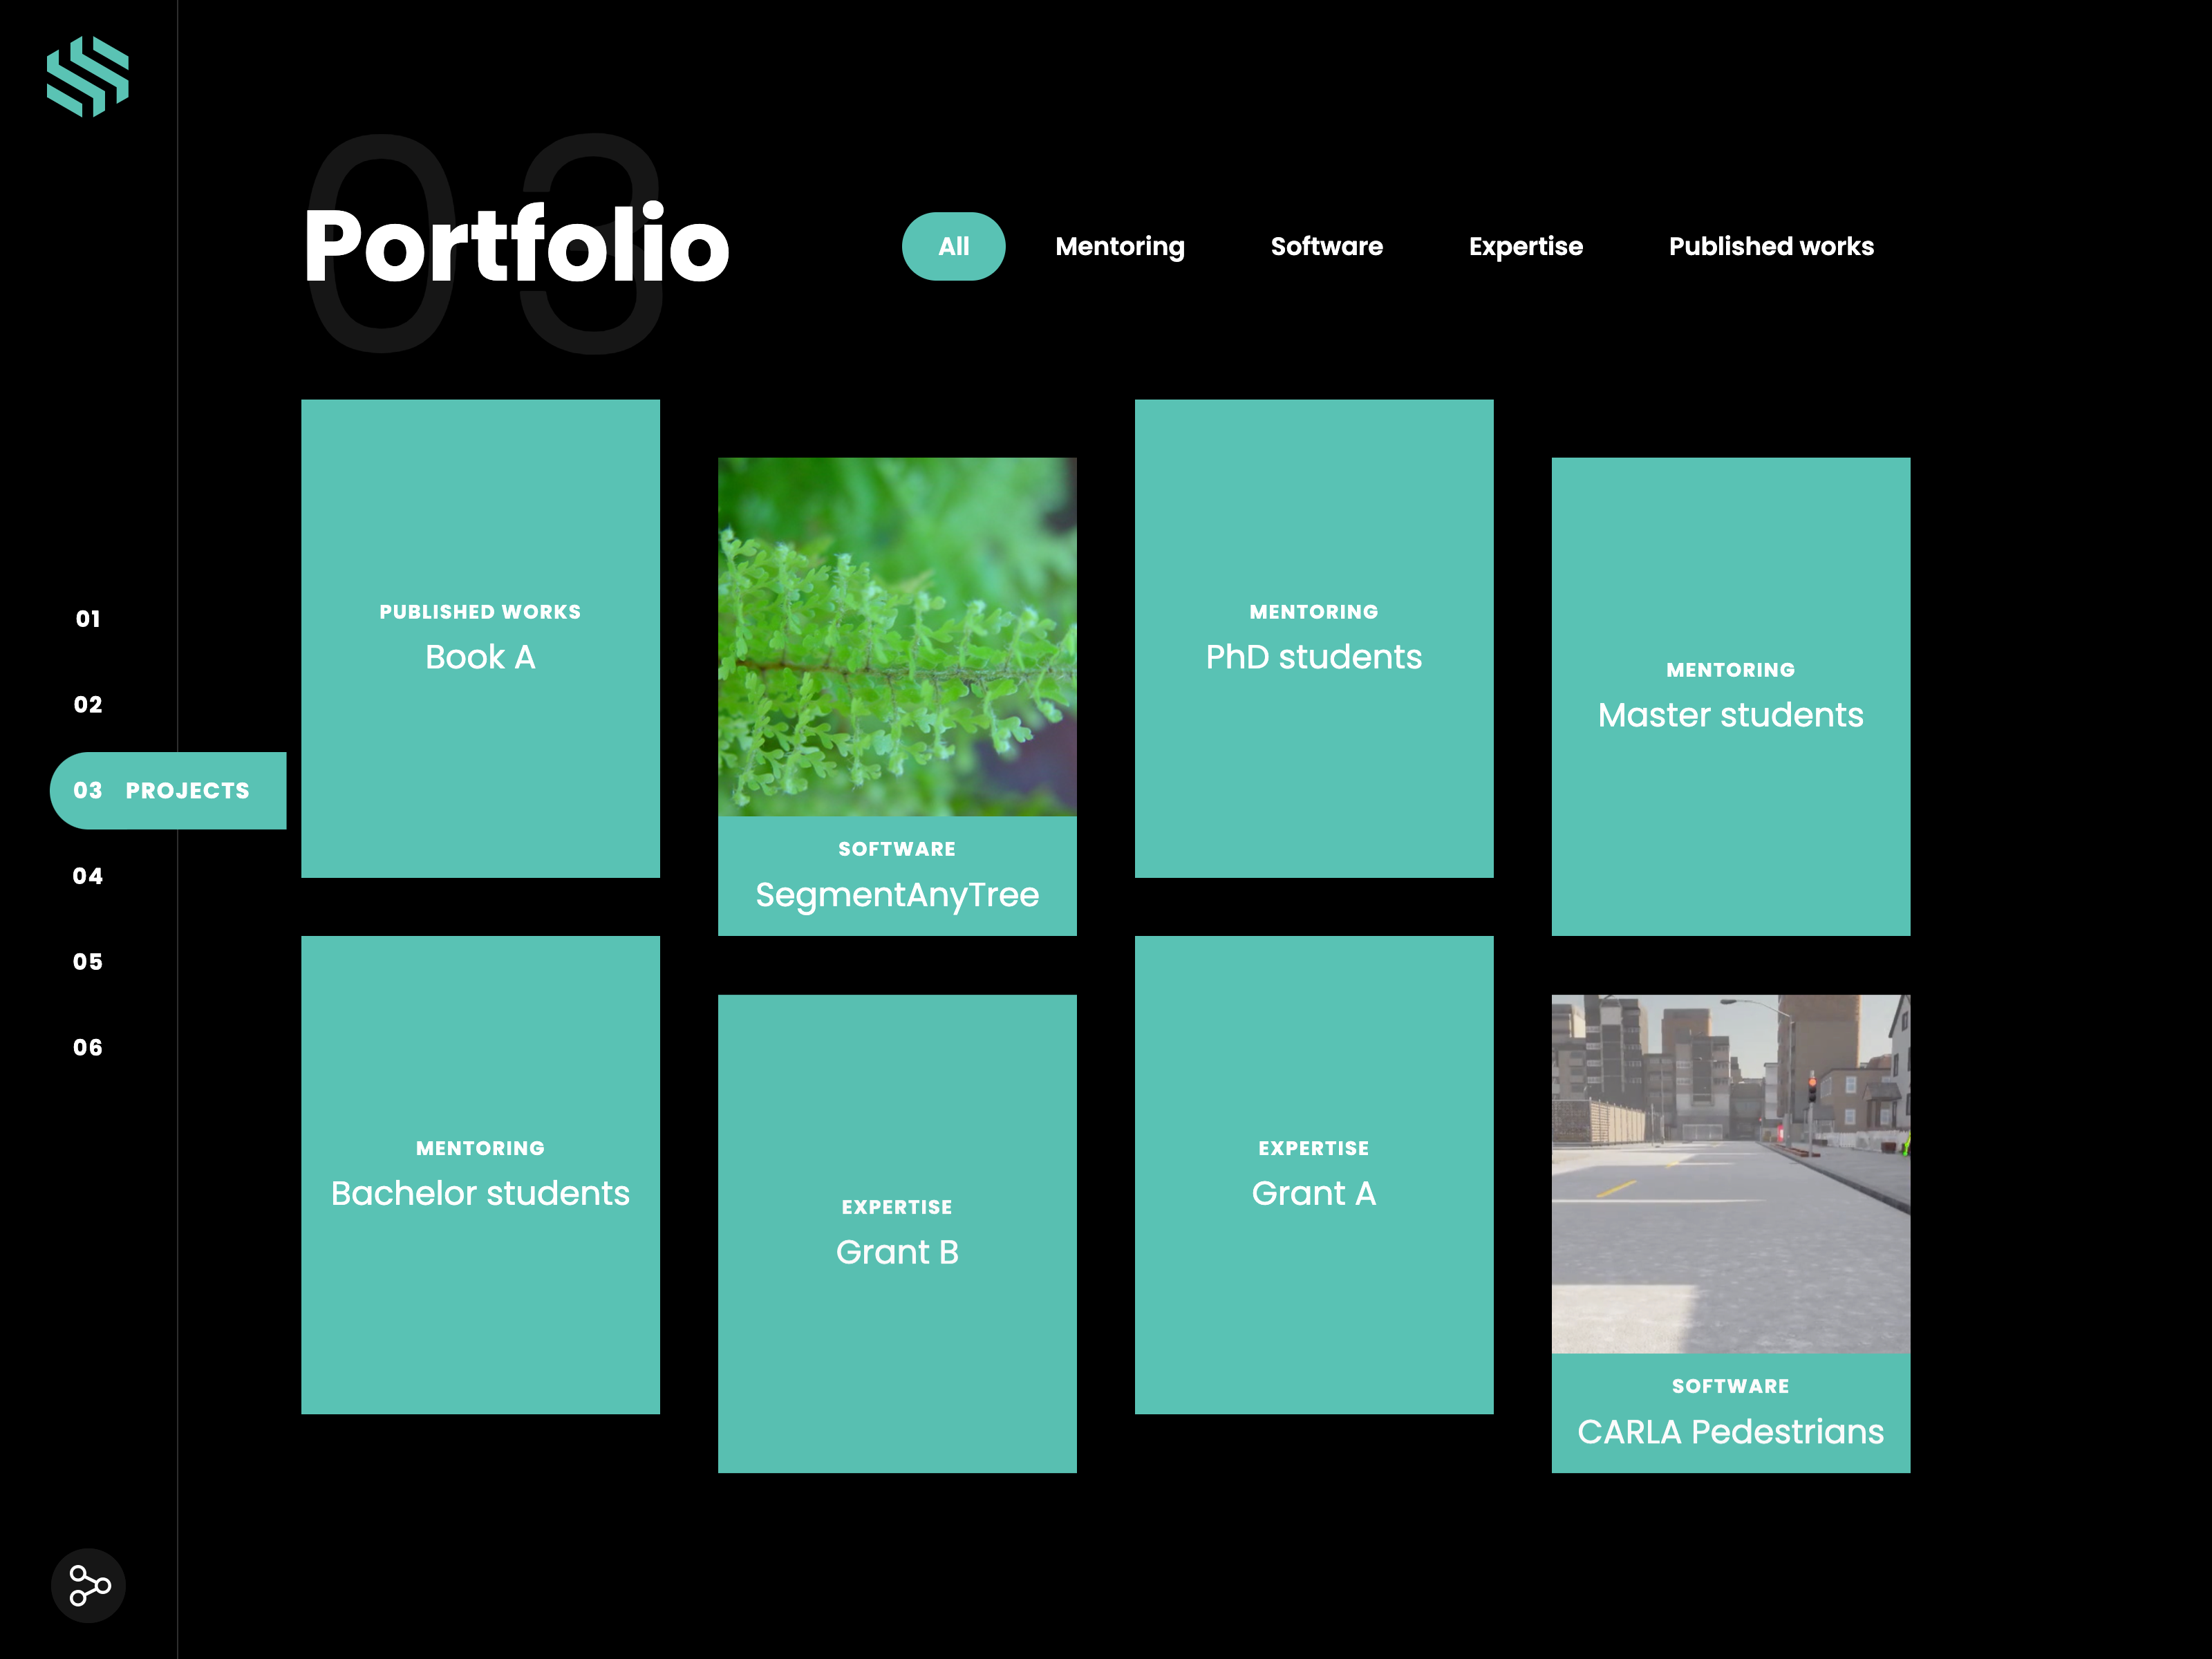 03
Portfolio
All
Mentoring
Software
Expertise
Published works
01
02
03 PROJECTS
04
05
06
PUBLISHED WORKS
Book A
SOFTWARE
SegmentAnyTree
MENTORING
PhD students
MENTORING
Master students
MENTORING
Bachelor students
EXPERTISE
Grant B
EXPERTISE
Grant A
SOFTWARE
CARLA Pedestrians